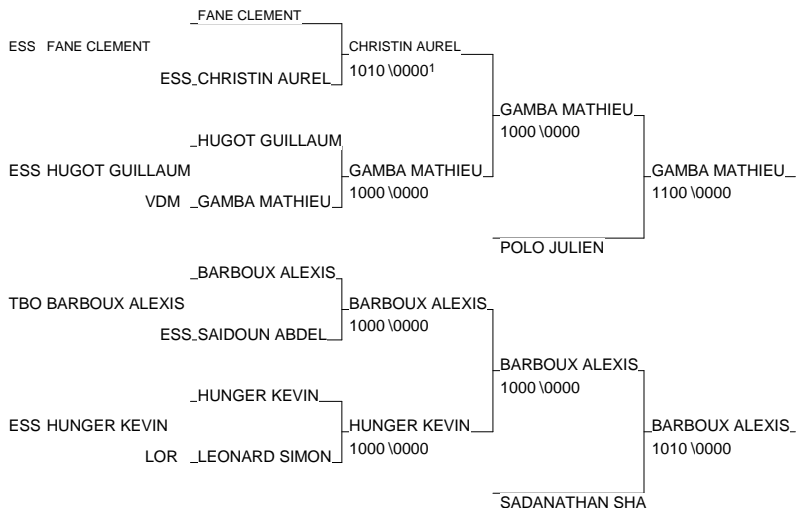 FANE CLEMENT
ESS FANE CLEMENT CHRISTIN AUREL
ESS CHRISTIN AUREL 1010 \0000¹
GAMBA MATHIEU
1000 \0000
HUGOT GUILLAUM
ESS HUGOT GUILLAUM GAMBA MATHIEU GAMBA MATHIEU
1000 \0000 1100 \0000
VDM GAMBA MATHIEU
POLO JULIEN
BARBOUX ALEXIS
TBO BARBOUX ALEXIS BARBOUX ALEXIS
1000 \0000
ESS SAIDOUN ABDEL
BARBOUX ALEXIS
1000 \0000
HUNGER KEVIN
ESS HUNGER KEVIN HUNGER KEVIN BARBOUX ALEXIS
1000 \0000 1010 \0000
LOR LEONARD SIMON
SADANATHAN SHA